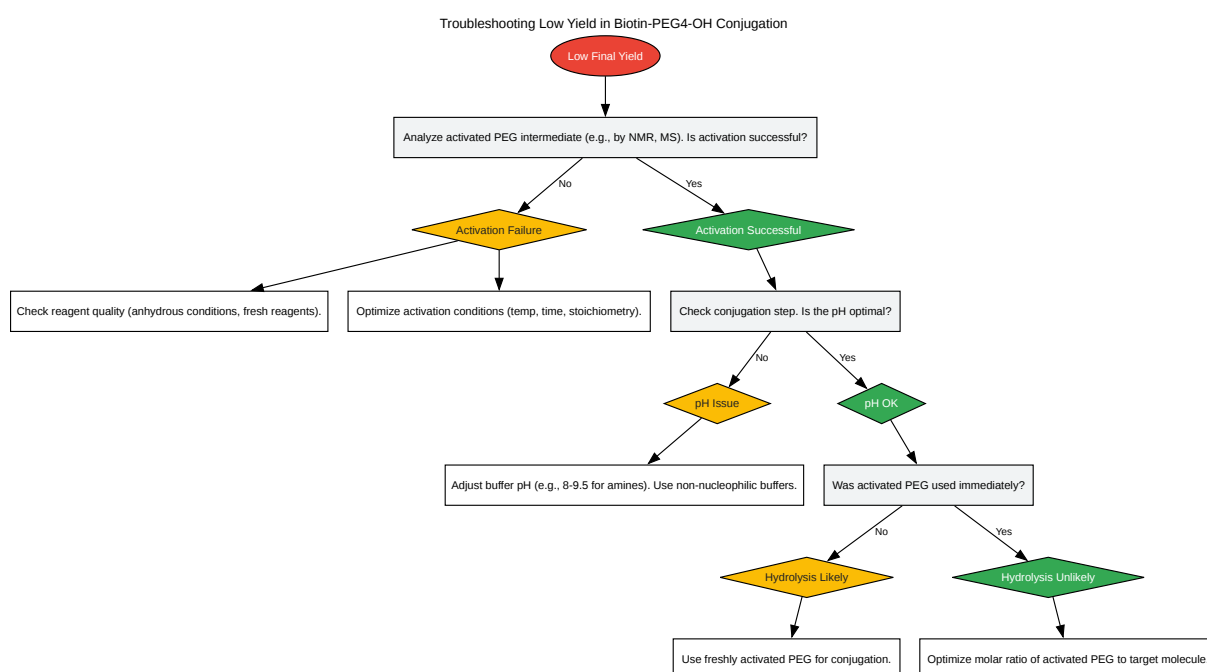 Troubleshooting Low Yield in Biotin-PEG4-OH Conjugation
Low Final Yield
Analyze activated PEG intermediate (e.g., by NMR, MS). Is activation successful?
No
Yes
Activation Failure
Activation Successful
Check reagent quality (anhydrous conditions, fresh reagents).
Optimize activation conditions (temp, time, stoichiometry).
Check conjugation step. Is the pH optimal?
No
Yes
pH Issue
pH OK
Adjust buffer pH (e.g., 8-9.5 for amines). Use non-nucleophilic buffers.
Was activated PEG used immediately?
No
Yes
Hydrolysis Likely
Hydrolysis Unlikely
Use freshly activated PEG for conjugation.
Optimize molar ratio of activated PEG to target molecule